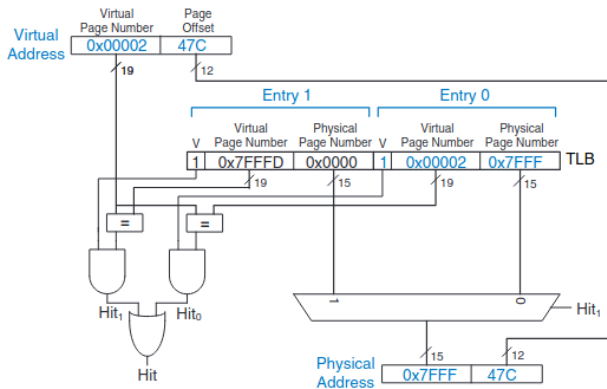 Virtual Page
Page Number Offset
Virtual Address 0x00002 47C
19 12
Entry 1 Entry 0
Virtual Physical Virtual Physical
V Page Number Page Number V Page Number Page Number
1 0x7FFFD 0x0000 1 0x00002 0x7FFF TLB
19 15 19 15
= =
1 0
Hit1 Hit0 Hit1
Hit
15 12
Physical Address 0x7FFF 47C